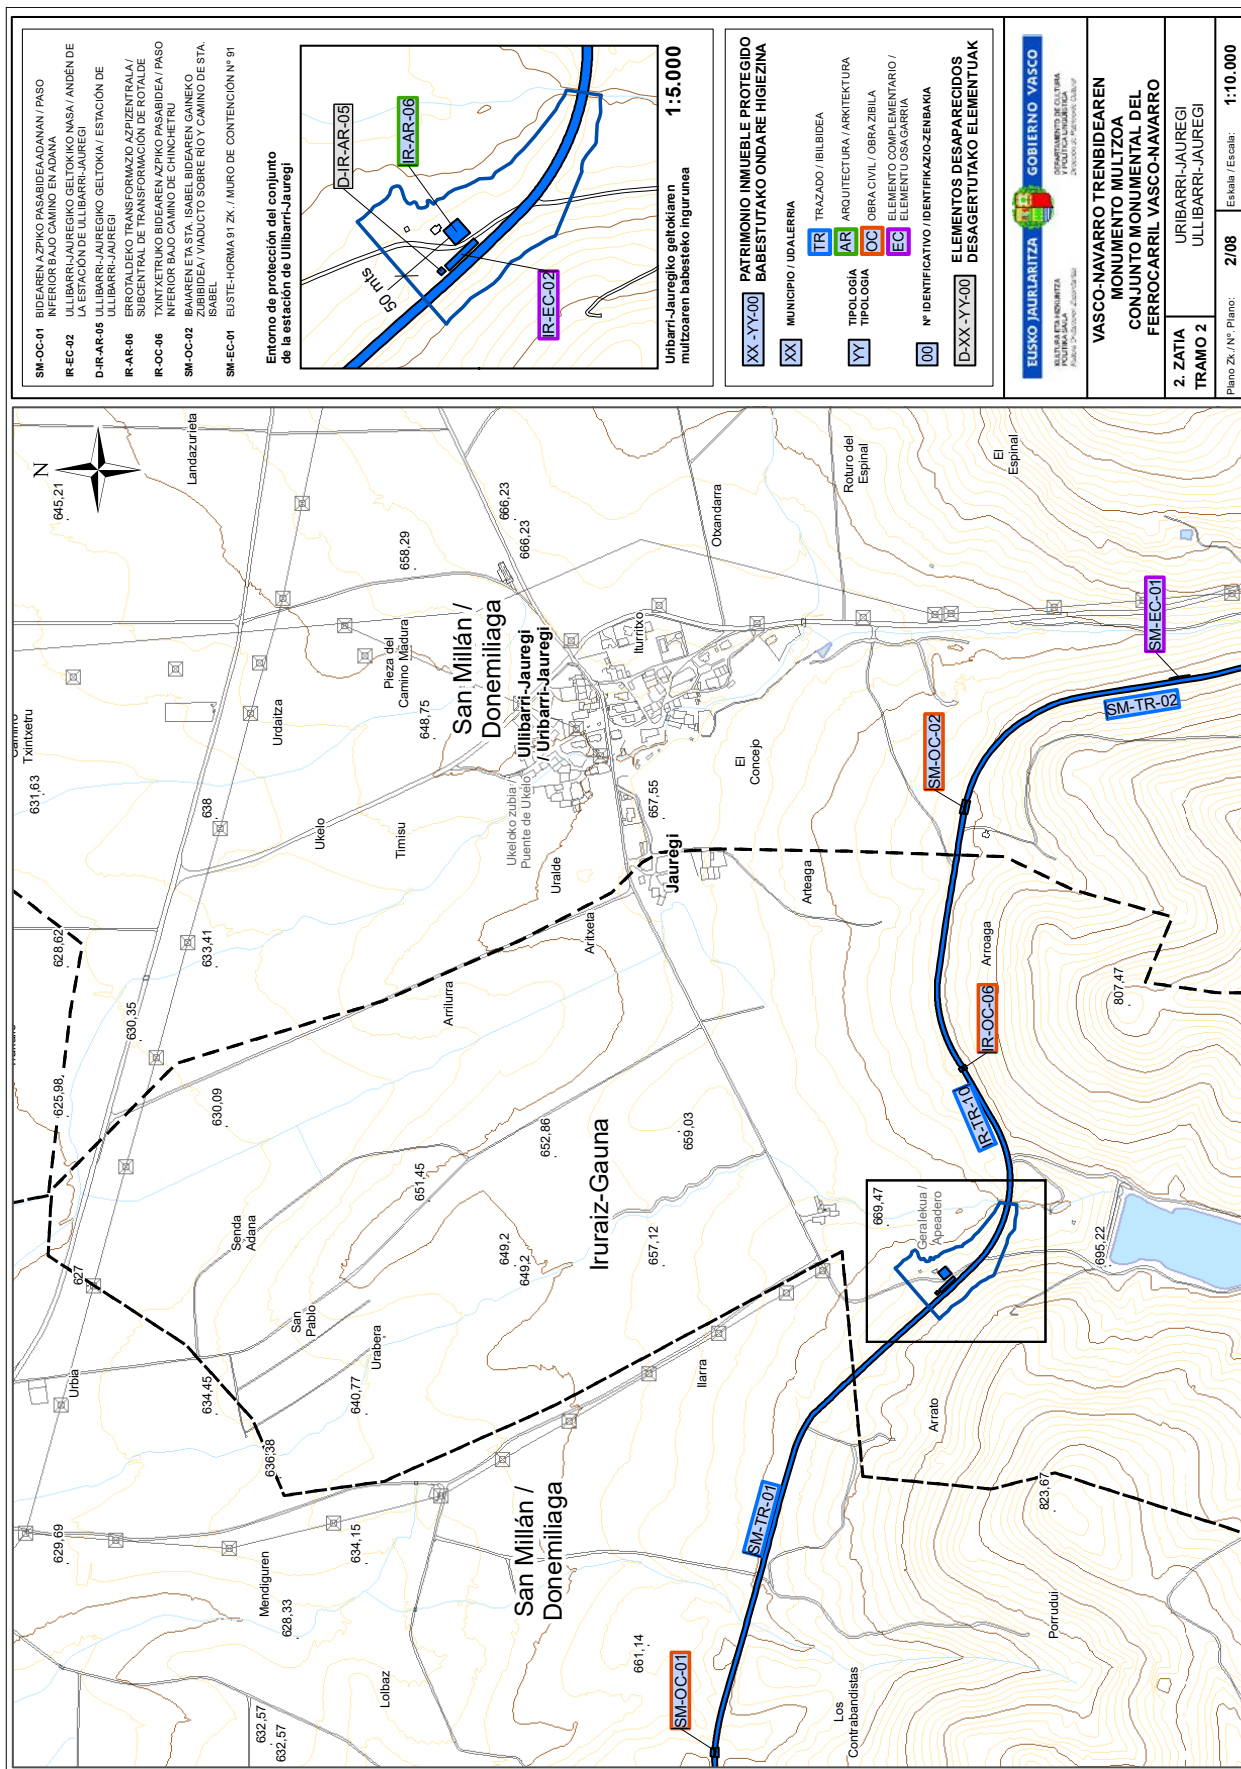 SM-OC-01 BIDEAREN AZPIKO PASABIDEA ADANAN / PASO
INFERIOR BAJO CAMINO EN ADANA
IR-EC-02 ULLIBARRI-JAUREGIKO GELTOKIKO NASA / ANDÉN DE
LA ESTACIÓN DE ULLIBARRI-JAUREGI
D-IR-AR-05 ULLIBARRI-JAUREGIKO GELTOKIA / ESTACIÓN DE
ULLIBARRI-JAUREGI
IR-AR-06 ERROTALDEKO TRANSFORMAZIO AZPIZENTRALA /
SUBCENTRAL DE TRANSFORMACIÓN DE ROTALDE
IR-OC-06 TXINTXETRUKO BIDEAREN AZPIKO PASABIDEA / PASO
INFERIOR BAJO CAMINO DE CHINCHETRU
SM-OC-02 BAIAREN ETA STA. ISABEL BIDEAREN GAINEKO
ZUBIBIDEA / VIADUCTO SOBRE RÍO Y CAMINO DE STA.
ISABEL
SM-EC-01 EUSTE-HORMA 91 ZK. / MURO DE CONTENCIÓN Nº 91
Entorno de protección del conjunto
de la estación de Ullibarri-Jauregi
D-IR-AR-05
IR-AR-06
IR-EC-02
50 mts
Uribarri-Jauregiko geltokiaren
multzoaren babesteko ingurunea
1:5.000
XX -YY-00
PATRIMONIO INMUEBLE PROTEGIDO
BABESTUTAKO ONDARE HIGIEZINA
XX
MUNICIPIO / UDALERRIA
YY
TIPOLOGÍA
TIPOLOGIA
TR
TRAZADO / IBILBIDEA
AR
ARQUITECTURA / ARKITEKTURA
OC
OBRA CIVIL / OBRA ZIBILA
EC
ELEMENTO COMPLEMENTARIO /
ELEMENTU OSAGARRIA
00
Nº IDENTIFICATIVO / IDENTIFIKAZIO-ZENBAKIA
D-XX -YY-00
ELEMENTOS DESAPARECIDOS
DESAGERTUTAKO ELEMENTUAK
EUSKO JAURLARITZA
GOBIERNO VASCO
KULTURA ETA HIZKUNTZA
POLITIKA SAILA
DEPARTAMENTO DE CULTURA
Y POLÍTICA LINGÜÍSTICA
VASCO-NAVARRO TRENBIDEAREN
MONUMENTO MULTZOA
CONJUNTO MONUMENTAL DEL
FERROCARRIL VASCO-NAVARRO
2. ZATIA
TRAMO 2
URIBARRI-JAUREGI
ULLIBARRI-JAUREGI
Plano Zk. / Nº. Plano: 2/08
Eskala / Escala: 1:10.000
N
645,21
Landazurieta
658,29
666,23
666,23
Otxandarra
Roturo del
Espinal
El
Espinal
Txintxetru
631,63
Urdaitza
Pieza del
Camino Madura
648,75
San Millán /
Donemiliaga
Ullibarri-Jauregi
/ Uribarri-Jauregi
Iturritxo
638
Ukelo
Timisu
Ukeloko zubia /
Puente de Ukelo
657,55
El
Concejo
SM-OC-02
SM-EC-01
SM-TR-02
Uralde
Jauregi
Arteaga
628,62
633,41
Aritxeta
Arroaga
807,47
630,35
Arrilurra
IR-OC-06
625,98
630,09
652,86
659,03
IR-TR-10
651,45
Iruraiz-Gauna
Senda
Adana
649,2
649,2
657,12
669,47
Geralekua /
Apeadero
695,22
627
San
Pablo
Urabera
Ilarra
Urbia
634,45
640,77
Arrato
636,38
823,67
629,69
634,15
San Millán /
Donemiliaga
SM-TR-01
Mendiguren
628,33
Porrudui
661,14
Lolbaz
SM-OC-01
Los
Contrabandistas
632,57
632,57